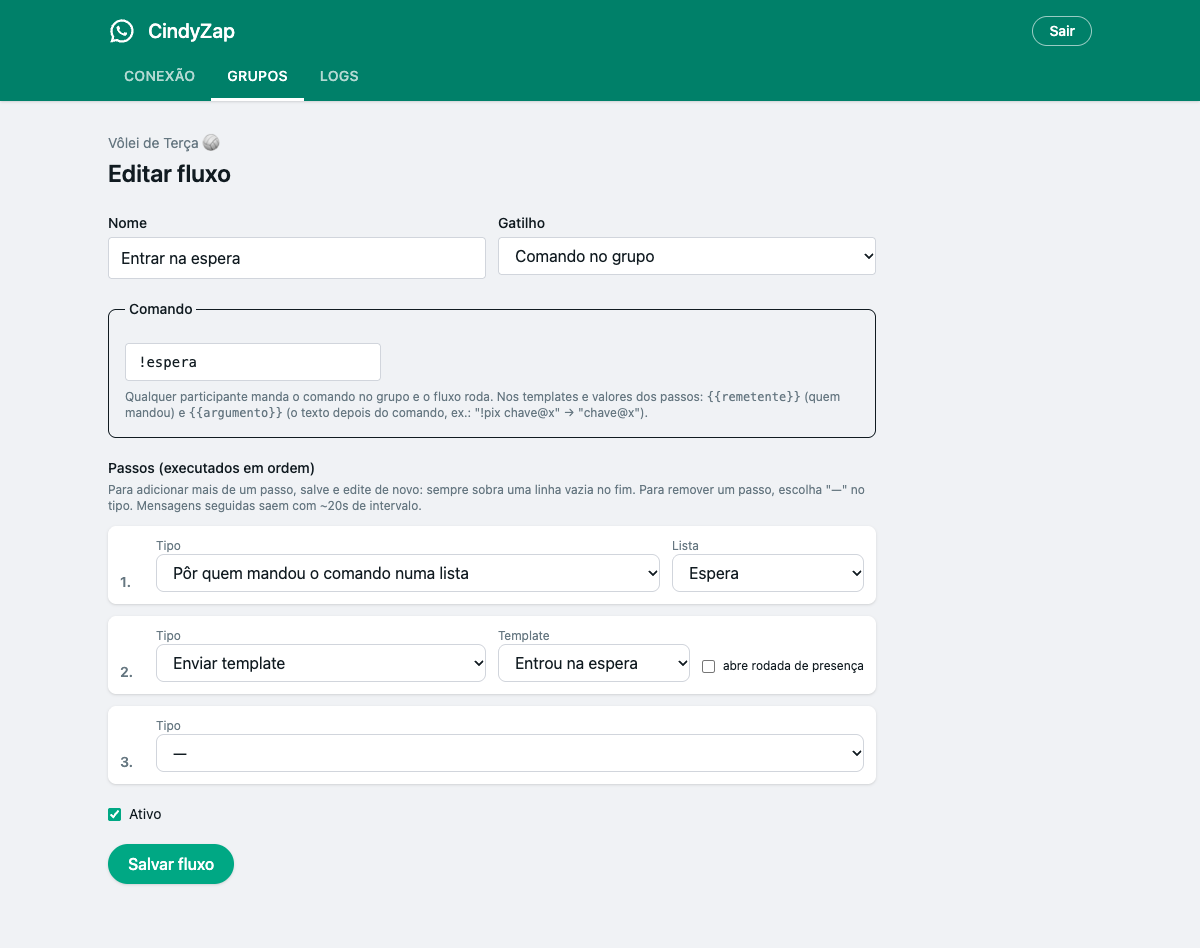 CindyZap
Sair
CONEXÃO
GRUPOS
LOGS
Vôlei de Terça 🏐
Editar fluxo
Nome
Gatilho
Entrar na espera
Comando no grupo
Comando
!espera
Qualquer participante manda o comando no grupo e o fluxo roda. Nos templates e valores dos passos: {{remetente}} (quem
mandou) e {{argumento}} (o texto depois do comando, ex.: "!pix chave@x" → "chave@x").
Passos (executados em ordem)
Para adicionar mais de um passo, salve e edite de novo: sempre sobra uma linha vazia no fim. Para remover um passo, escolha "—" no
tipo. Mensagens seguidas saem com ~20s de intervalo.
Tipo
Lista
1.
Pôr quem mandou o comando numa lista
Espera
Tipo
Template
2.
Enviar template
Entrou na espera
abre rodada de presença
Tipo
3.
—
Ativo
Salvar fluxo